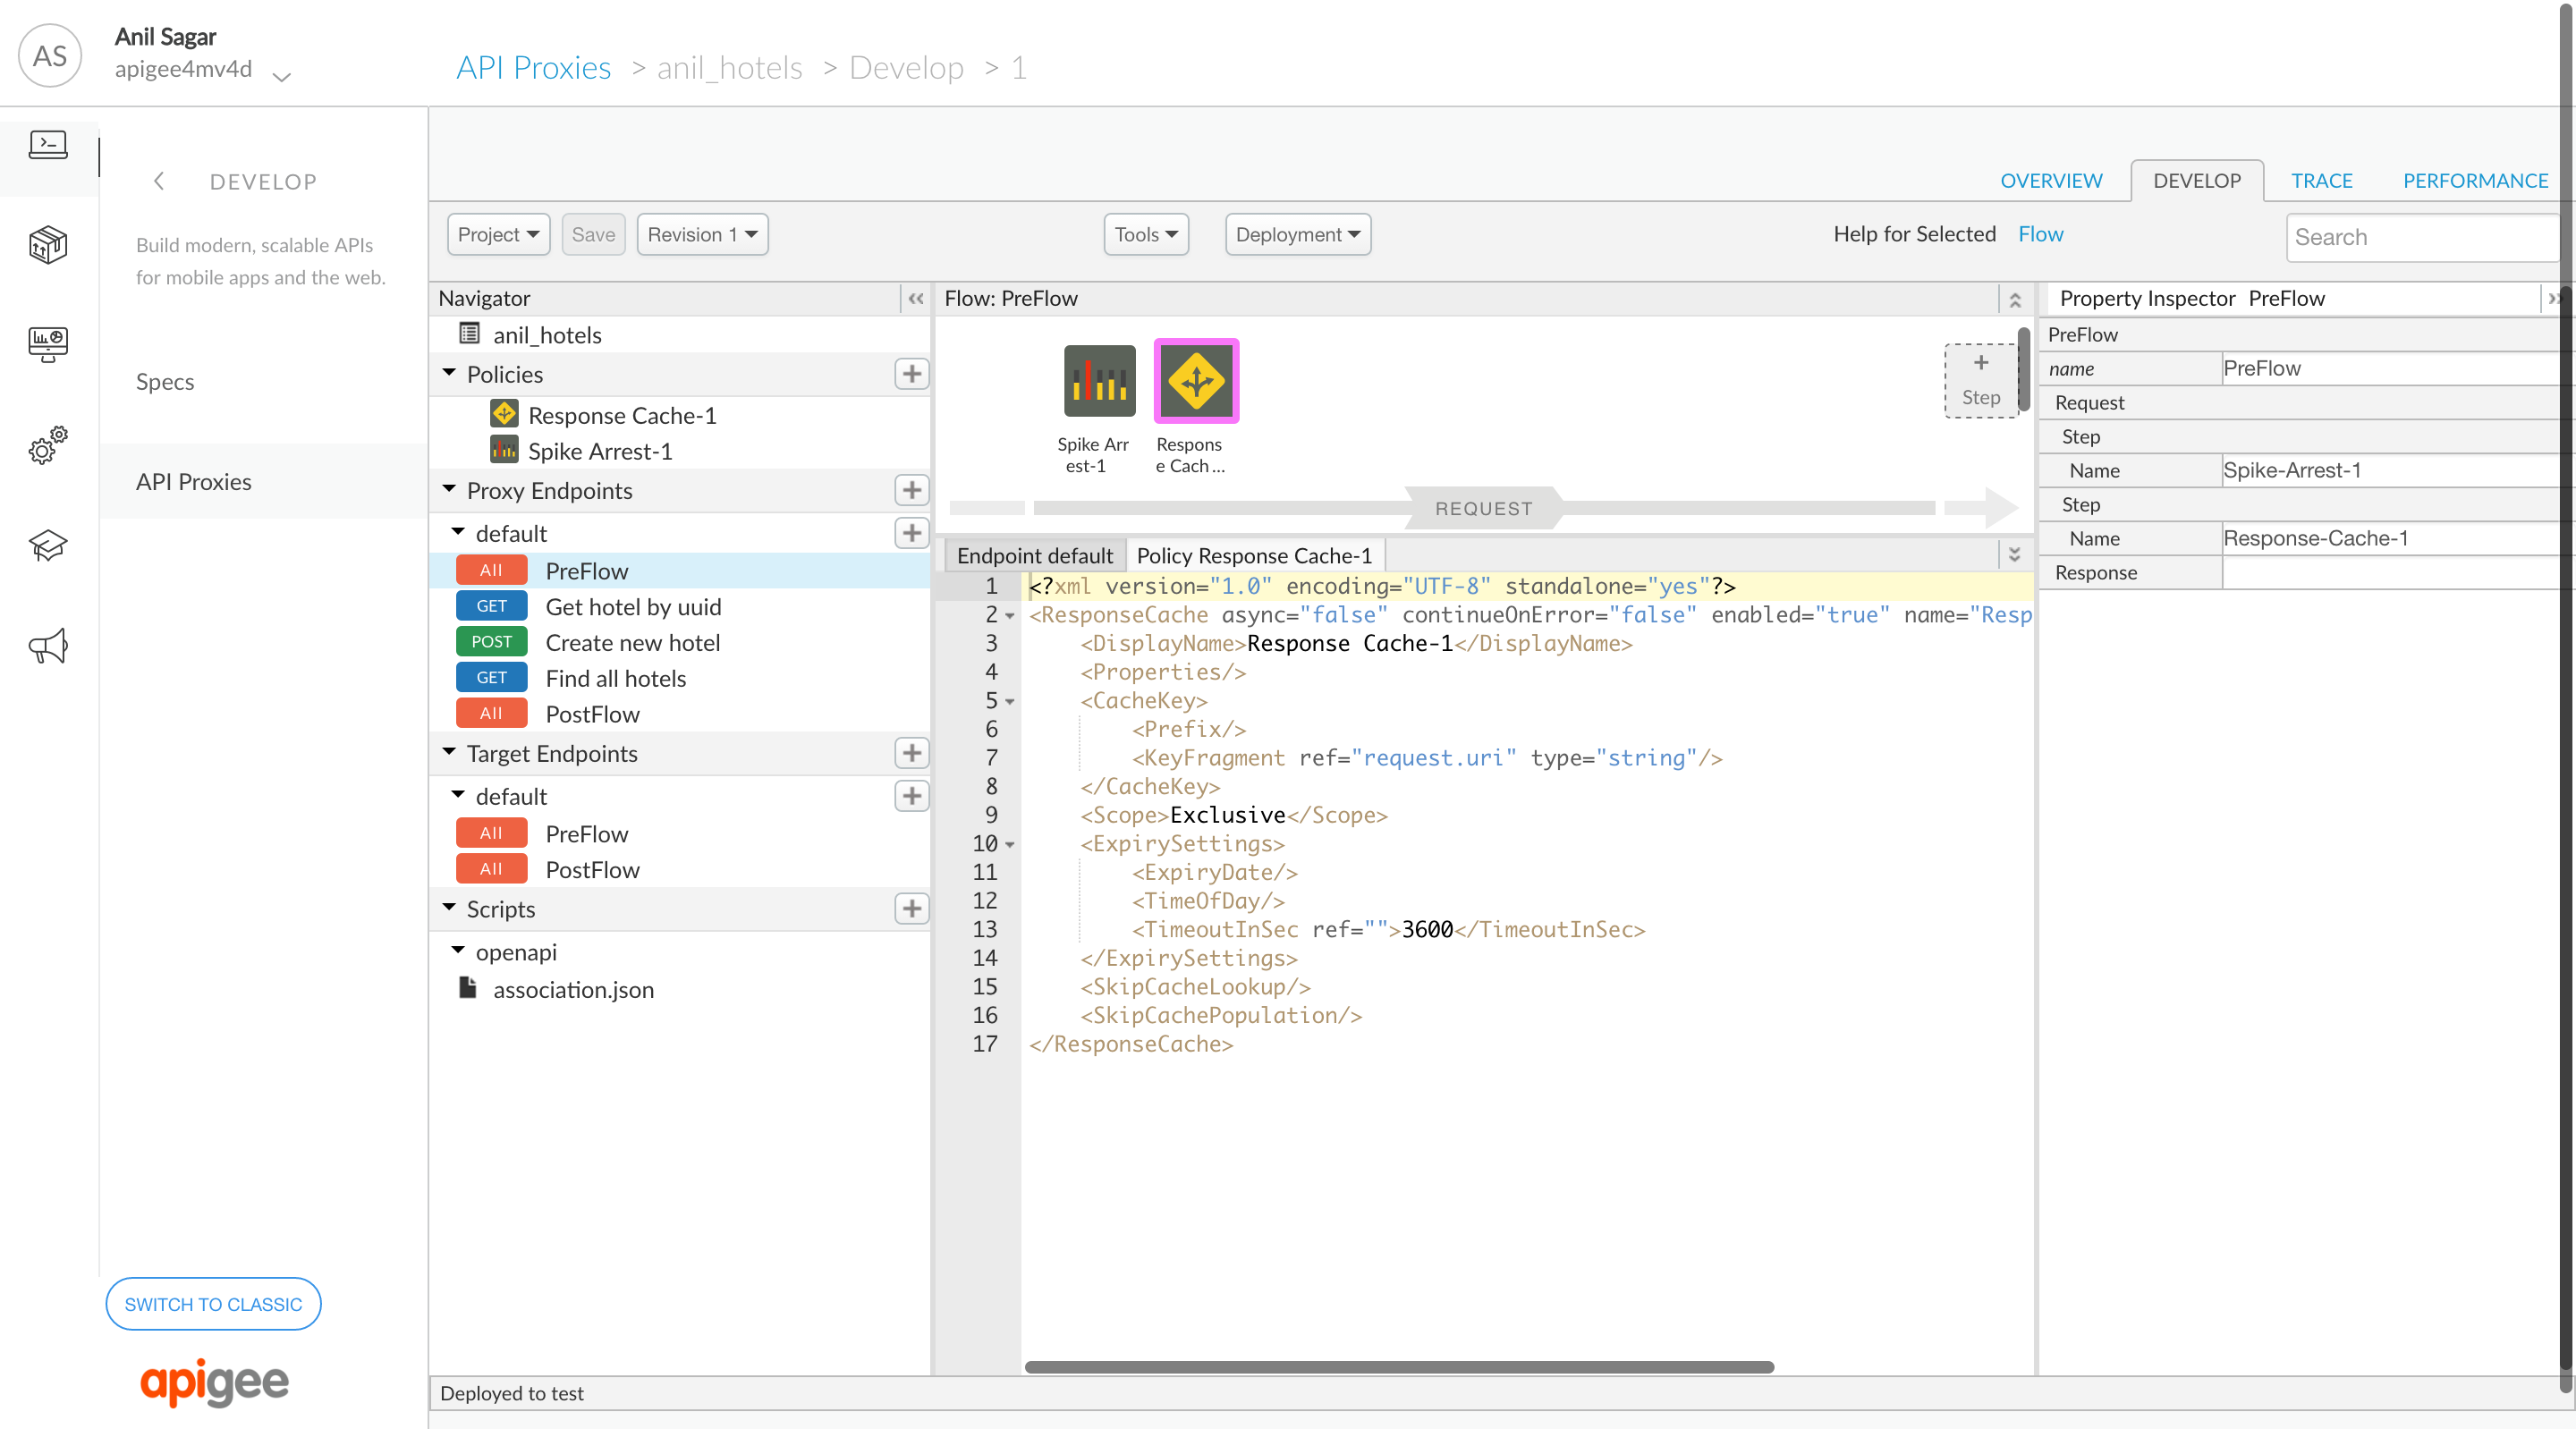 AS
Anil Sagar
apigee4mv4d
API Proxies > anil_hotels > Develop > 1
DEVELOP
Build modern, scalable APIs
for mobile apps and the web.
Specs
API Proxies
SWITCH TO CLASSIC
apigee
OVERVIEW DEVELOP TRACE PERFORMANCE
Project Save Revision 1 Tools Deployment Help for Selected Flow Search
Navigator
anil_hotels
Policies
Response Cache-1
Spike Arrest-1
Proxy Endpoints
default
All PreFlow
GET Get hotel by uuid
POST Create new hotel
GET Find all hotels
All PostFlow
Target Endpoints
default
All PreFlow
All PostFlow
Scripts
openapi
association.json
Flow: PreFlow
+
Step
Spike Arr
est-1
Respons
e Cach ...
REQUEST
Endpoint default Policy Response Cache-1
1 <?xml version="1.0" encoding="UTF-8" standalone="yes"?>
2 <ResponseCache async="false" continueOnError="false" enabled="true" name="Resp
3 <DisplayName>Response Cache-1</DisplayName>
4 <Properties/>
5 <CacheKey>
6 <Prefix/>
7 <KeyFragment ref="request.uri" type="string"/>
8 </CacheKey>
9 <Scope>Exclusive</Scope>
10 <ExpirySettings>
11 <ExpiryDate/>
12 <TimeOfDay/>
13 <TimeoutInSec ref="">3600</TimeoutInSec>
14 </ExpirySettings>
15 <SkipCacheLookup/>
16 <SkipCachePopulation/>
17 </ResponseCache>
Property Inspector PreFlow
PreFlow
name PreFlow
Request
Step
Name Spike-Arrest-1
Step
Name Response-Cache-1
Response
Deployed to test